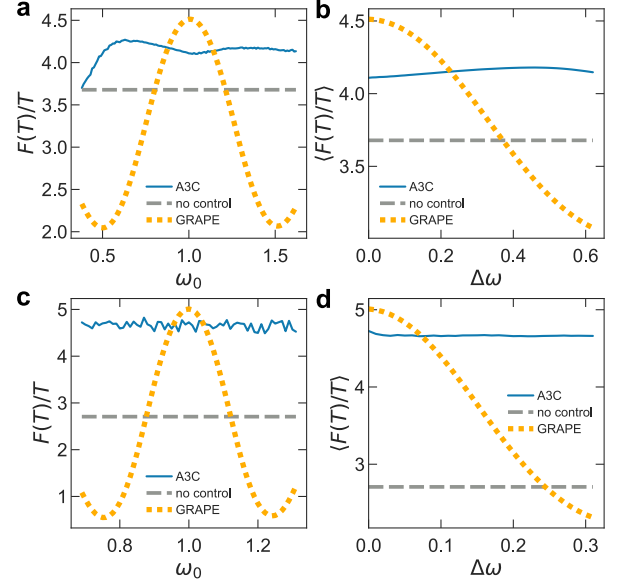 a
F(T)/T
4.5
4.0
3.5
3.0
2.5
2.0
A3C
no control
GRAPE
0.5
1.0
1.5
ω₀
b
⟨F(T)/T⟩
4.5
4.0
3.5
A3C
no control
GRAPE
0.0
0.2
0.4
0.6
Δω
c
F(T)/T
5
4
3
2
1
A3C
no control
GRAPE
0.8
1.0
1.2
ω₀
d
⟨F(T)/T⟩
5
4
3
A3C
no control
GRAPE
0.0
0.1
0.2
0.3
Δω